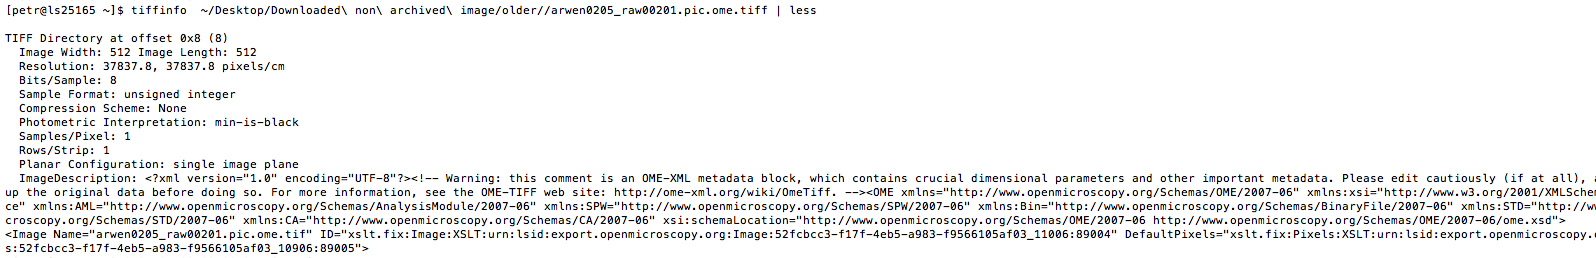 [petr@ls25165 ~]$ tiffinfo  ~/Desktop/Downloaded\ non\ archived\ image/older//arwen0205_raw00201.pic.ome.tiff | less
TIFF Directory at offset 0x8 (8)
  Image Width: 512 Image Length: 512
  Resolution: 37837.8, 37837.8 pixels/cm
  Bits/Sample: 8
  Sample Format: unsigned integer
  Compression Scheme: None
  Photometric Interpretation: min-is-black
  Samples/Pixel: 1
  Rows/Strip: 1
  Planar Configuration: single image plane
  ImageDescription: <?xml version="1.0" encoding="UTF-8"?><!-- Warning: this comment is an OME-XML metadata block, which contains crucial dimensional parameters and other important metadata. Please edit cautiously (if at all),
up the original data before doing so. For more information, see the OME-TIFF web site: http://ome-xml.org/wiki/OmeTiff. --><OME xmlns="http://www.openmicroscopy.org/Schemas/OME/2007-06" xmlns:xsi="http://www.w3.org/2001/XMLSchem
ce" xmlns:AML="http://www.openmicroscopy.org/Schemas/AnalysisModule/2007-06" xmlns:SPW="http://www.openmicroscopy.org/Schemas/SPW/2007-06" xmlns:Bin="http://www.openmicroscopy.org/Schemas/BinaryFile/2007-06" xmlns:STD="http://w
croscopy.org/Schemas/STD/2007-06" xmlns:CA="http://www.openmicroscopy.org/Schemas/CA/2007-06" xsi:schemaLocation="http://www.openmicroscopy.org/Schemas/OME/2007-06 http://www.openmicroscopy.org/Schemas/OME/2007-06/ome.xsd">
<Image Name="arwen0205_raw00201.pic.ome.tif" ID="xslt.fix:Image:XSLT:urn:lsid:export.openmicroscopy.org:Image:52fcbcc3-f17f-4eb5-a983-f9566105af03_11006:89004" DefaultPixels="xslt.fix:Pixels:XSLT:urn:lsid:export.openmicroscopy.
s:52fcbcc3-f17f-4eb5-a983-f9566105af03_10906:89005">